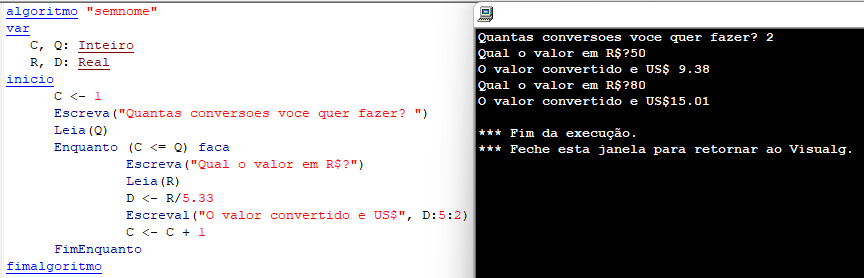 algoritmo "semnome"
var
   C, Q: Inteiro
   R, D: Real
inicio
      C <- 1
      Escreva("Quantas conversoes voce quer fazer? ")
      Leia(Q)
      Enquanto (C <= Q) faca
               Escreva("Qual o valor em R$?")
               Leia(R)
               D <- R/5.33
               Escreval("O valor convertido e US$", D:5:2)
               C <- C + 1
      FimEnquanto
fimalgoritmo
Quantas conversoes voce quer fazer? 2
Qual o valor em R$?50
O valor convertido e US$ 9.38
Qual o valor em R$?80
O valor convertido e US$15.01
*** Fim da execução.
*** Feche esta janela para retornar ao Visualg.